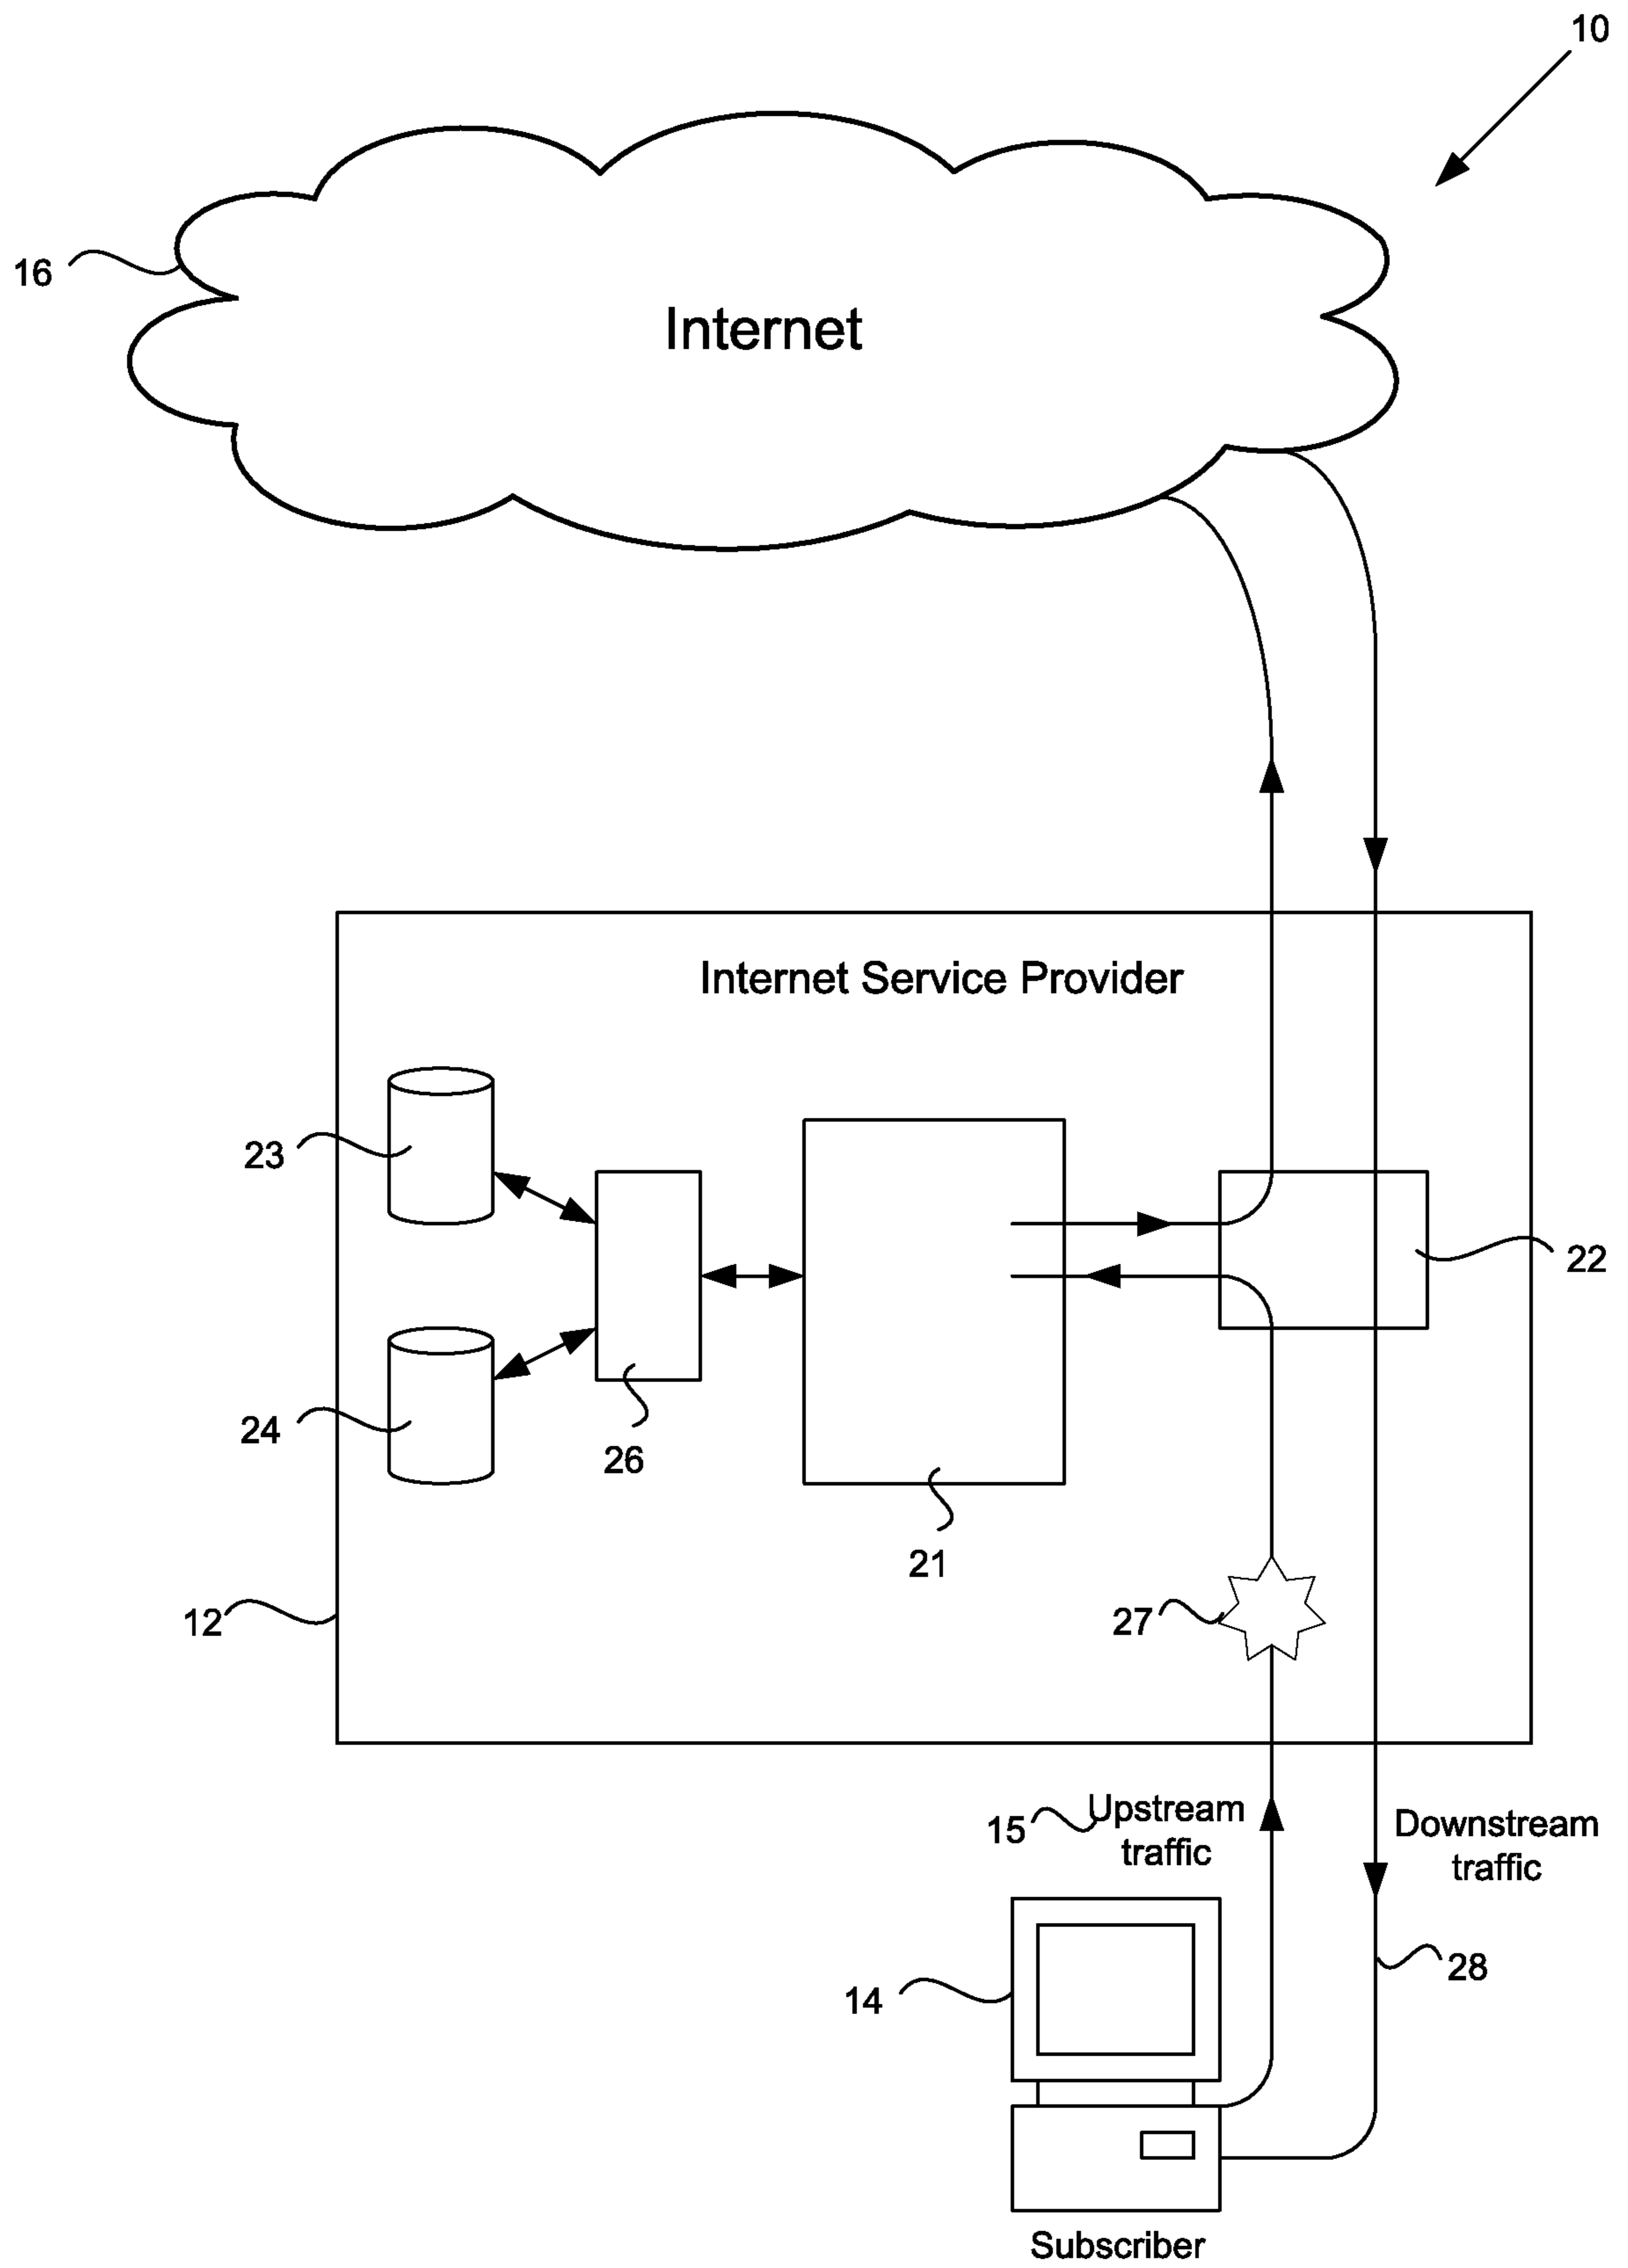 10
16
Internet
Internet Service Provider
23
22
24
26
21
12
27
15
Upstream
traffic
Downstream
traffic
14
28
Subscriber